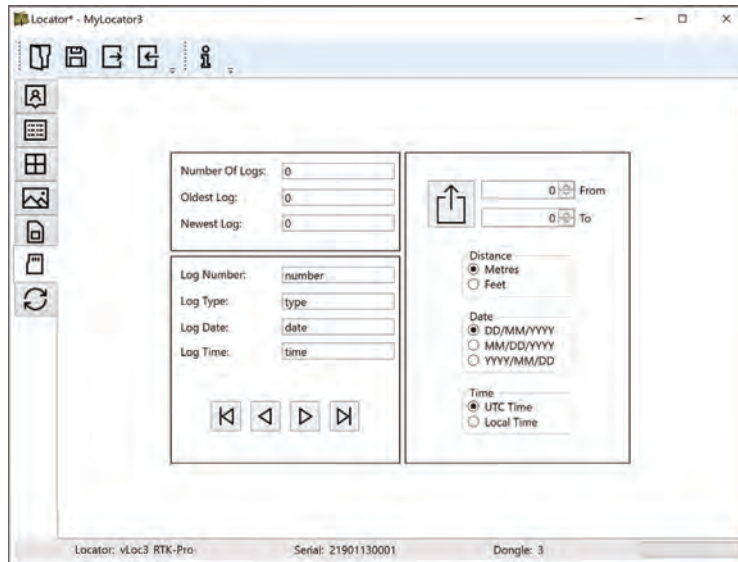 Locator* - MyLocator3
Number Of Logs: 0
Oldest Log: 0
Newest Log: 0
Log Number: number
Log Type: type
Log Date: date
Log Time: time
0 From
0 To
Distance
Metres
Feet
Date
DD/MM/YYYY
MM/DD/YYYY
YYYY/MM/DD
Time
UTC Time
Local Time
Locator: vLoc3 RTK-Pro Serial: 21901130001 Dongle: 3